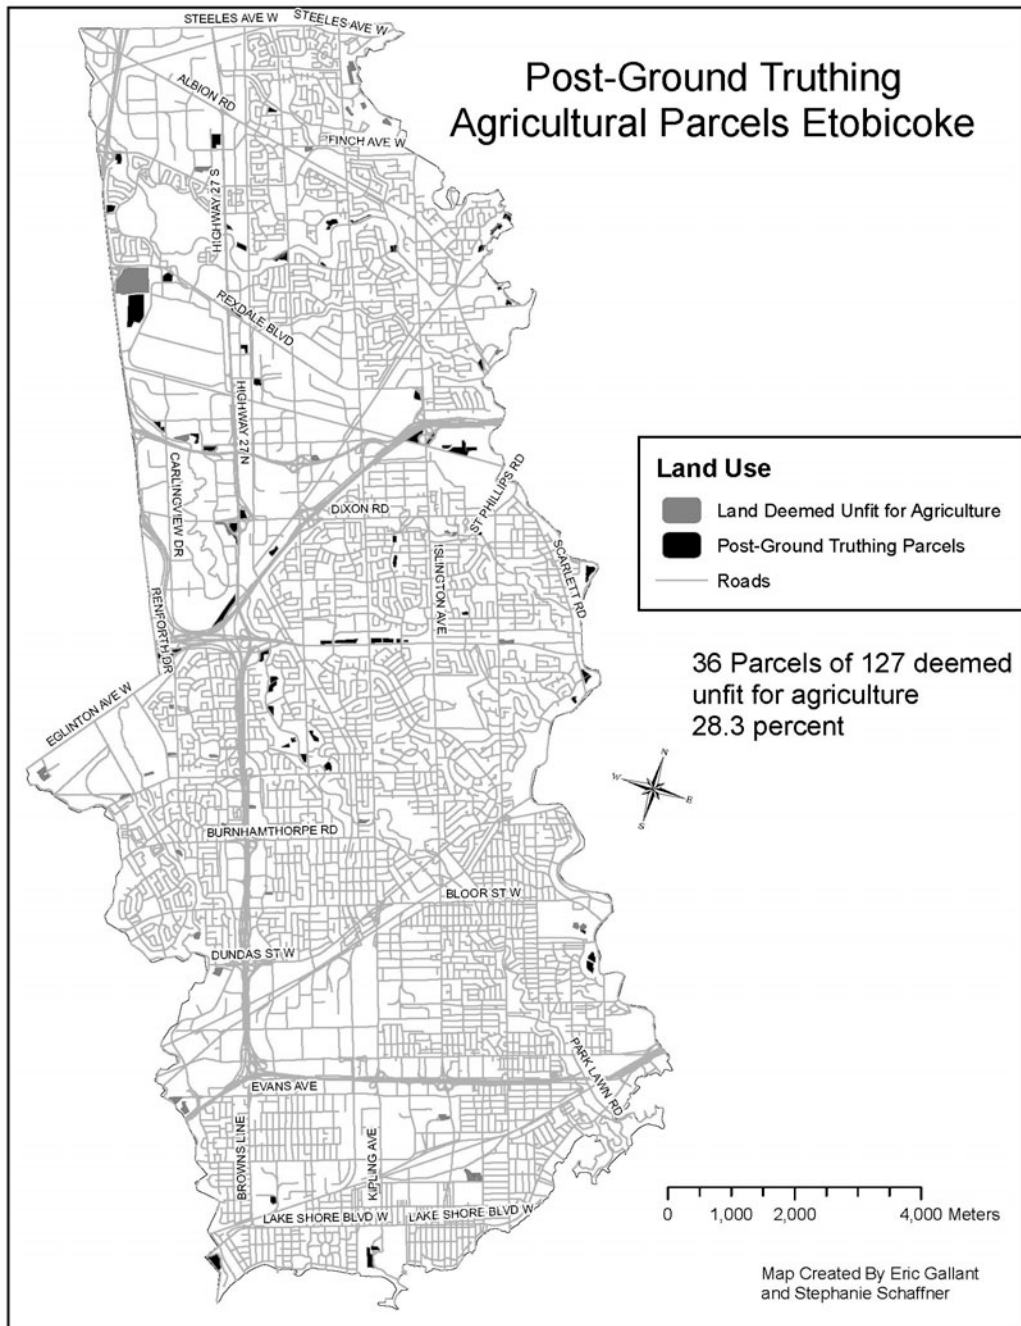 STEELES AVE W
STEELES AVE W
Post-Ground Truthing
Agricultural Parcels Etobicoke
ALBION RD
FINCH AVE W
HIGHWAY 27 S
REXDALE BLVD
HIGHWAY 27 N
CARLINGVIEW DR
DIXON RD
ST PHILLIPS RD
ISLINGTON AVE
SCARLETT RD
RENFORTH DR
EGLINTON AVE W
Land Use
Land Deemed Unfit for Agriculture
Post-Ground Truthing Parcels
Roads
36 Parcels of 127 deemed
unfit for agriculture
28.3 percent
N
W
E
S
BURNHAMTHORPE RD
BLOOR ST W
DUNDAS ST W
PARK LAWN RD
EVANS AVE
BROWNS LINE
KIPLING AVE
LAKE SHORE BLVD W
LAKE SHORE BLVD W
0 1,000 2,000 4,000 Meters
Map Created By Eric Gallant
and Stephanie Schaffner